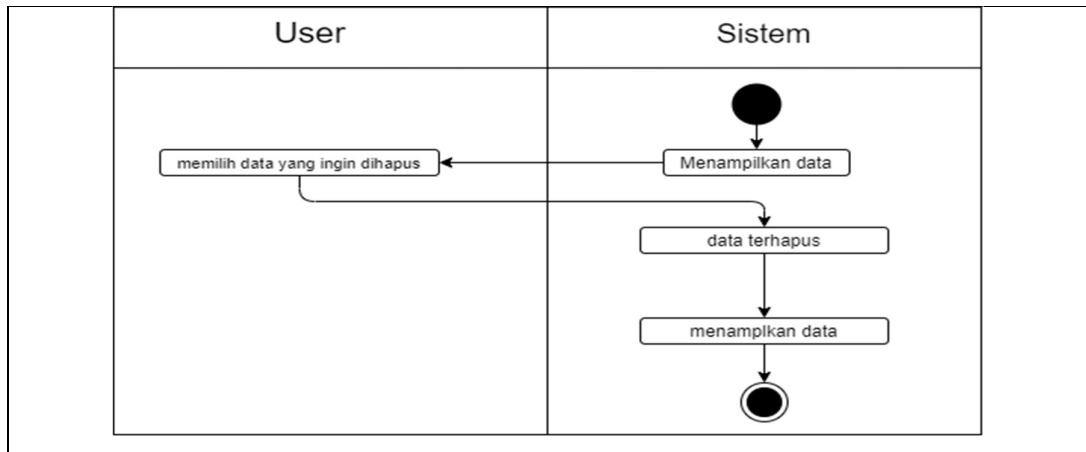 User
Sistem
Menampilkan data
memilih data yang ingin dihapus
data terhapus
menamplkan data